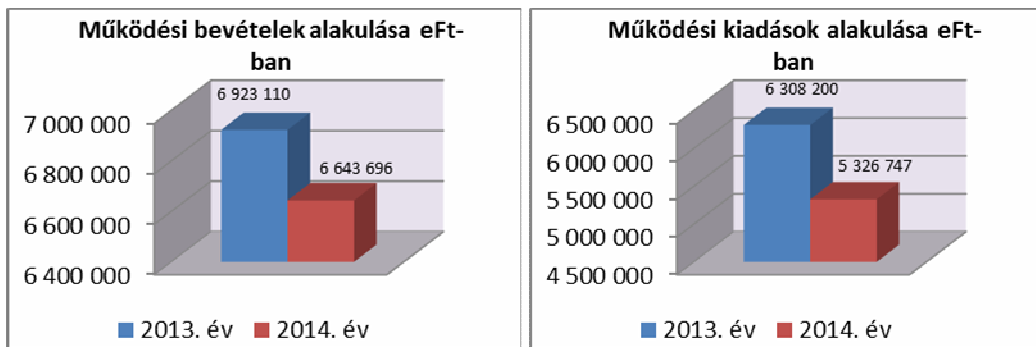 Működési bevételek alakulása eFt-
ban
6 923 110
7 000 000
6 643 696
6 800 000
6 600 000
6 400 000
2013. év 2014. év
Működési kiadások alakulása eFt-
ban
6 308 200
6 500 000
6 000 000
5 326 747
5 500 000
5 000 000
4 500 000
2013. év 2014. év